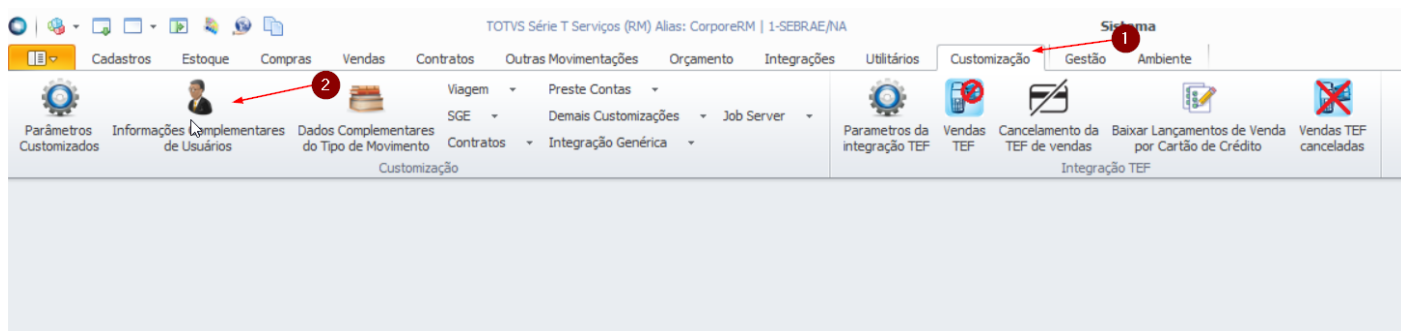 TOTVS Série T Serviços (RM) Alias: CorporeRM | 1-SEBRAE/NA
Sistema
1
Cadastros Estoque Compras Vendas Contratos Outras Movimentações Orçamento Integrações Utilitários Customização Gestão Ambiente
2
Parâmetros Customizados
Informações Complementares de Usuários
Dados Complementares do Tipo de Movimento
Viagem
SGE
Contratos
Preste Contas
Demais Customizações
Integração Genérica
Job Server
Customização
Parametros da integração TEF
Vendas TEF
Cancelamento da TEF de vendas
Baixar Lançamentos de Venda por Cartão de Crédito
Vendas TEF canceladas
Integração TEF